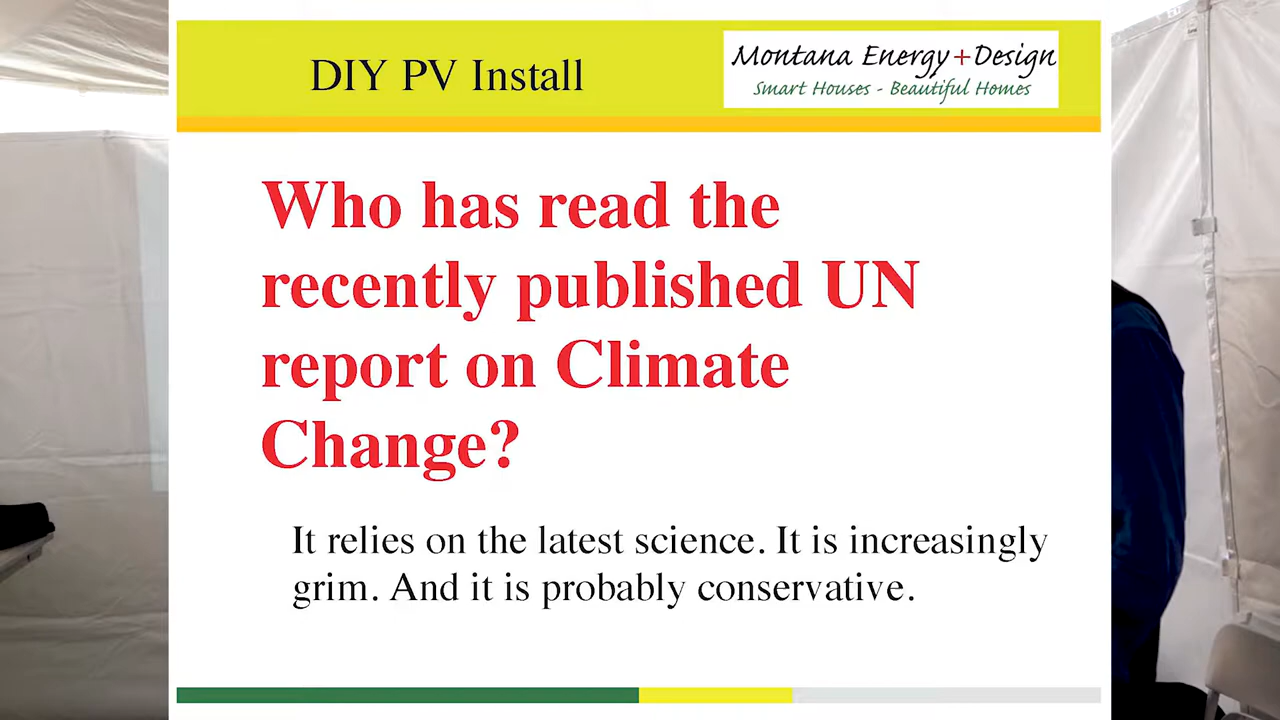 DIY PV Install
Montana Energy+Design
Smart Houses - Beautiful Homes
Who has read the
recently published UN
report on Climate
Change?
It relies on the latest science. It is increasingly
grim. And it is probably conservative.